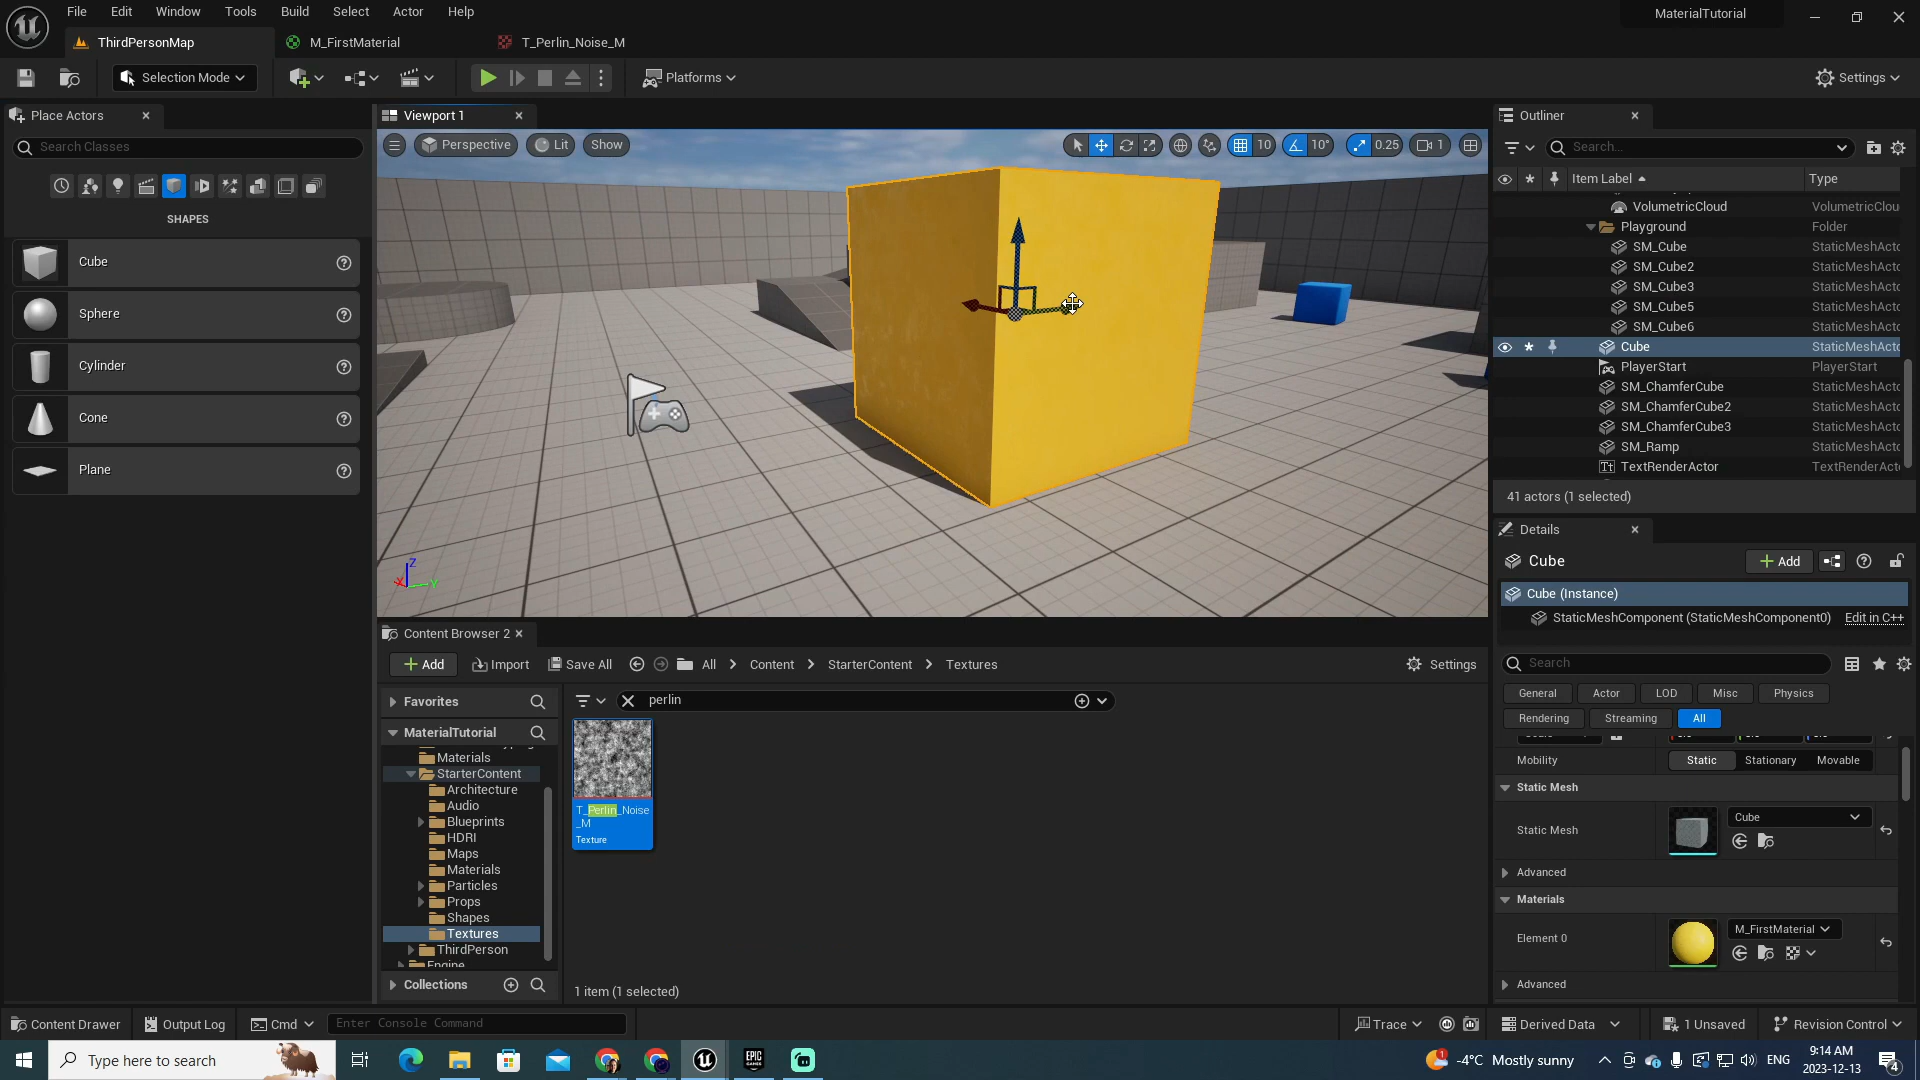 File Edit Window Tools Build Select Actor Help
MaterialTutorial
ThirdPersonMap
M_FirstMaterial
T_Perlin_Noise_M
Selection Mode
Platforms
Settings
Place Actors
Search Classes
SHAPES
Cube
Sphere
Cylinder
Cone
Plane
Viewport 1
Perspective
Lit
Show
10
10°
0.25
1
Z
X
Y
Outliner
Search...
Item Label
Type
VolumetricCloud VolumetricClou
Playground Folder
SM_Cube StaticMeshActo
SM_Cube2 StaticMeshActo
SM_Cube3 StaticMeshActo
SM_Cube5 StaticMeshActo
SM_Cube6 StaticMeshActo
Cube StaticMeshActo
PlayerStart PlayerStart
SM_ChamferCube StaticMeshActo
SM_ChamferCube2 StaticMeshActo
SM_ChamferCube3 StaticMeshActo
SM_Ramp StaticMeshActo
TextRenderActor TextRenderActo
41 actors (1 selected)
Details
Cube
Add
Cube (Instance)
StaticMeshComponent (StaticMeshComponent0) Edit in C++
Search
General Actor LOD Misc Physics
Rendering Streaming All
Mobility Static Stationary Movable
Static Mesh
Static Mesh
Cube
Advanced
Materials
Element 0
M_FirstMaterial
Advanced
Content Browser 2
Add Import Save All All Content StarterContent Textures Settings
Favorites
perlin
MaterialTutorial
Materials
StarterContent
Architecture
Audio
Blueprints
HDRI
Maps
Materials
Particles
Props
Shapes
Textures
ThirdPerson
Engine
Collections
T_Perlin_Noise
_M
Texture
1 item (1 selected)
Content Drawer Output Log Cmd Enter Console Command
Trace Derived Data 1 Unsaved Revision Control
Type here to search
EPIC
GAMES
1
-4°C Mostly sunny
ENG
9:14 AM
2023-12-13
4